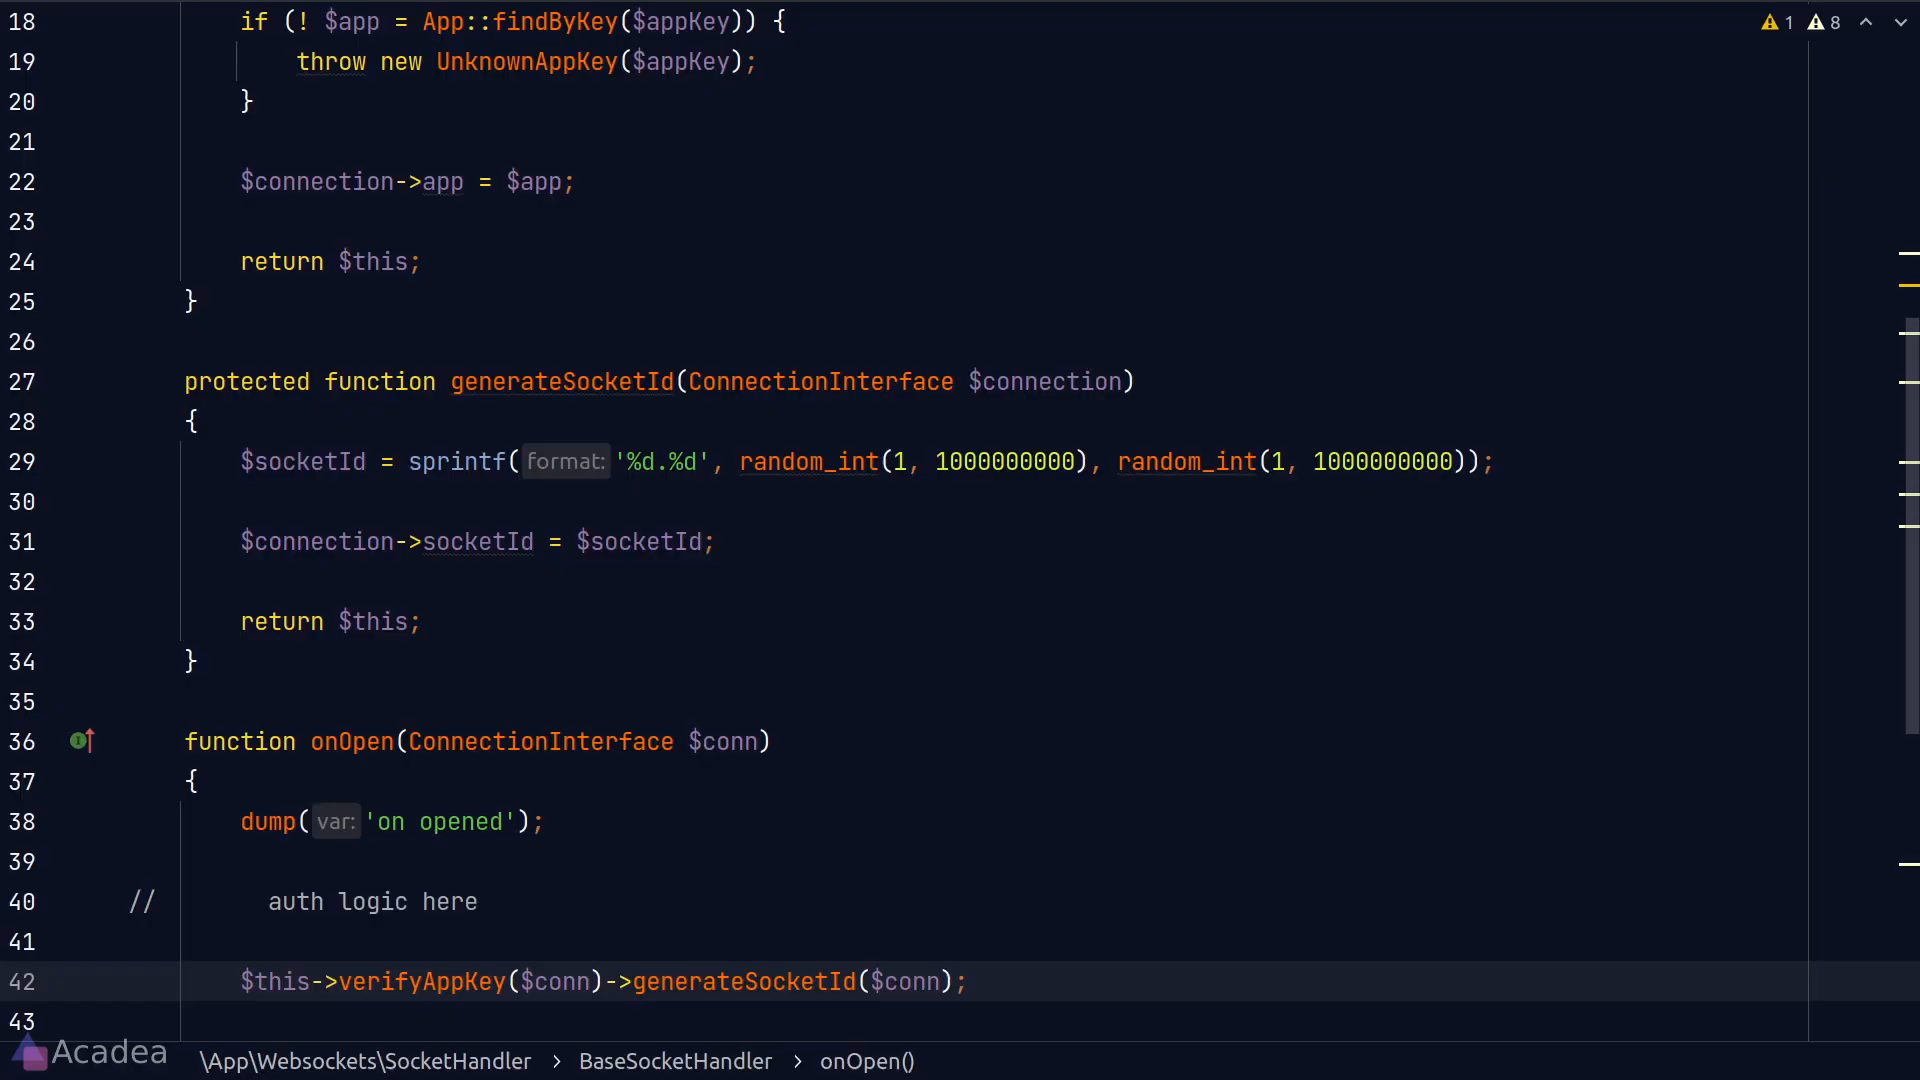 18 if (! $app = App::findByKey($appKey)) {
1 8
19 throw new UnknownAppKey($appKey);
20 }
21
22 $connection->app = $app;
23
24 return $this;
25 }
26
27 protected function generateSocketId(ConnectionInterface $connection)
28 {
29 $socketId = sprintf( format: '%d.%d', random_int(1, 1000000000), random_int(1, 1000000000));
30
31 $connection->socketId = $socketId;
32
33 return $this;
34 }
35
36 function onOpen(ConnectionInterface $conn)
37 {
38 dump( var: 'on opened');
39
40 // auth logic here
41
42 $this->verifyAppKey($conn)->generateSocketId($conn);
43
Acadea
\App\Websockets\SocketHandler > BaseSocketHandler > onOpen()